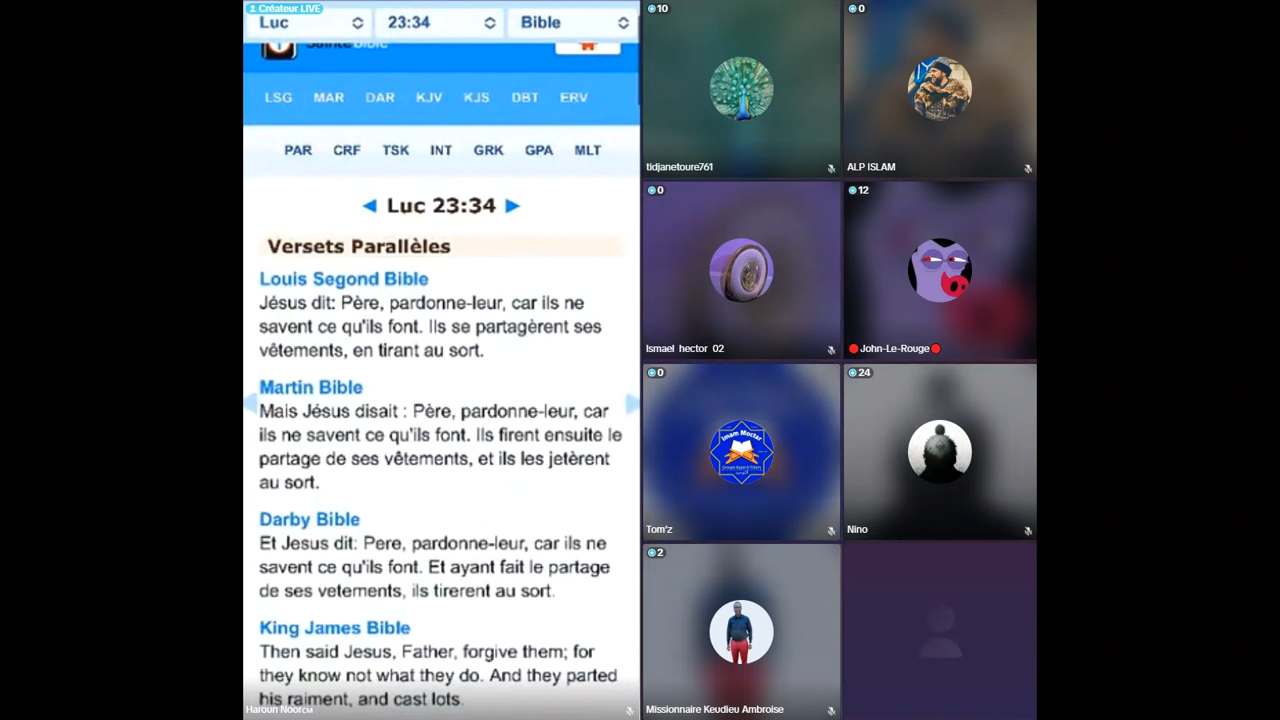 Créateur LIVE
Luc
23:34
Bible
Sainte Bible
LSG MAR DAR KJV KJS DBT ERV
PAR CRF TSK INT GRK GPA MLT
Luc 23:34
Versets Parallèles
Louis Segond Bible
Jésus dit: Père, pardonne-leur, car ils ne
savent ce qu'ils font. Ils se partagèrent ses
vêtements, en tirant au sort.
Martin Bible
Mais Jésus disait : Père, pardonne-leur, car
ils ne savent ce qu'ils font. Ils firent ensuite le
partage de ses vêtements, et ils les jetèrent
au sort.
Darby Bible
Et Jesus dit: Pere, pardonne-leur, car ils ne
savent ce qu'ils font. Et ayant fait le partage
de ses vetements, ils tirerent au sort.
King James Bible
Then said Jesus, Father, forgive them; for
they know not what they do. And they parted
his raiment, and cast lots.
Haroun Noor
10
tidjanetoure761
0
ALP ISLAM
0
Ismael hector 02
12
John-Le-Rouge
0
Imam Moctar
Tom'z
24
Nino
2
Missionnaire Keudieu Ambroise